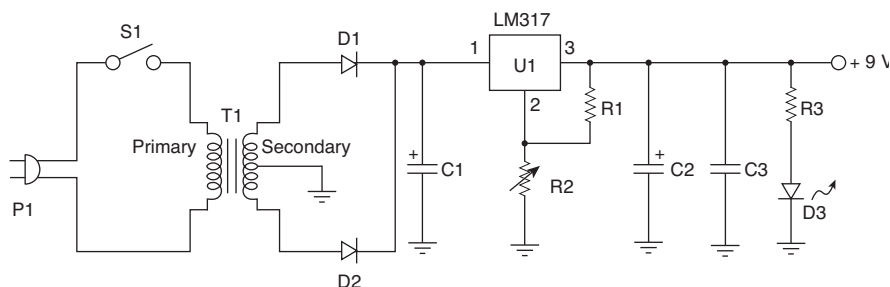 LM317
S1
D1
1
3
U1
+ 9 V
2
R1
R3
T1
Primary
Secondary
+
C1
R2
+
C2
C3
P1
D3
D2